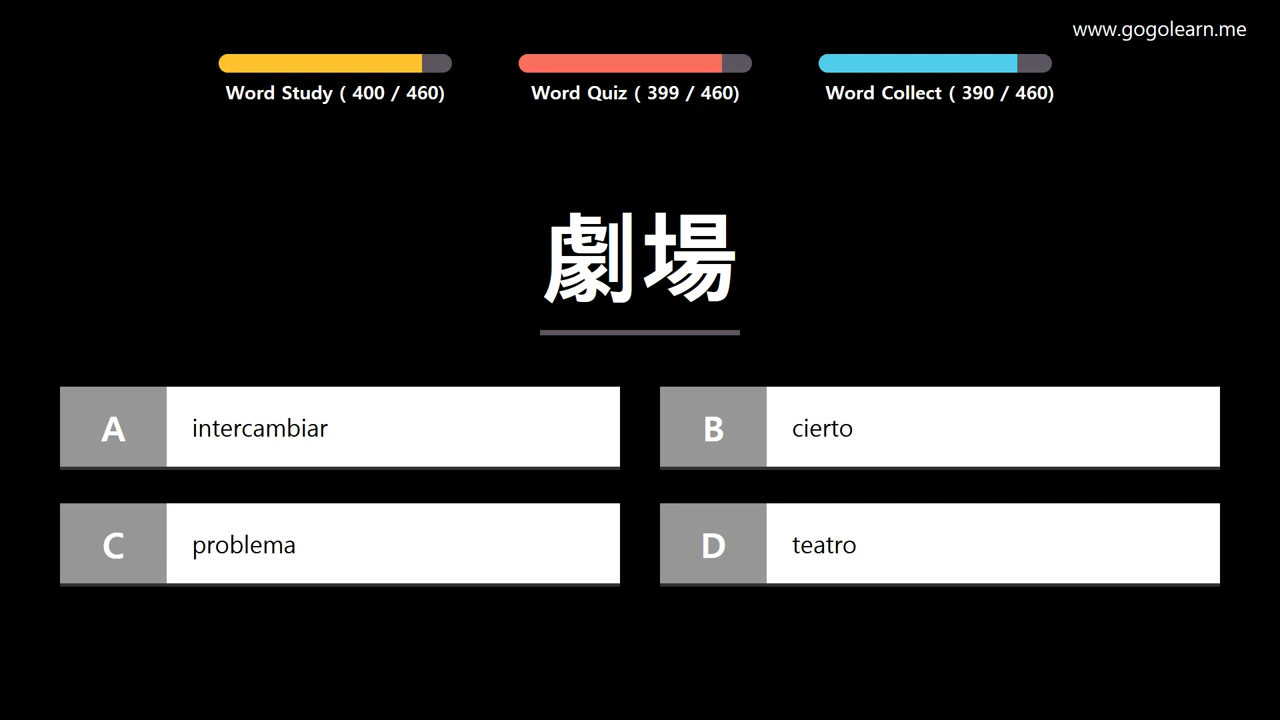 www.gogolearn.me
Word Study ( 400 / 460)
Word Quiz ( 399 / 460)
Word Collect ( 390 / 460)
劇場
A intercambiar
B cierto
C problema
D teatro